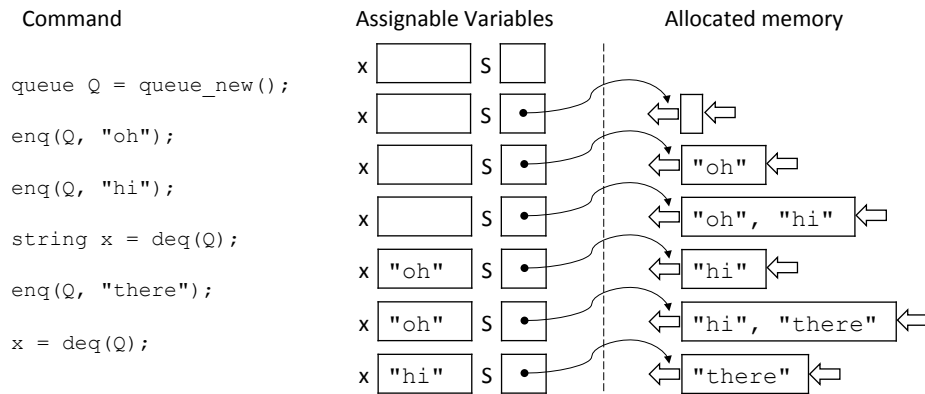 Command Assignable Variables Allocated memory
x S
queue Q = queue_new();
x S
enq(Q, "oh");
x S "oh"
enq(Q, "hi");
x S "oh", "hi"
string x = deq(Q);
x "oh" S "hi"
enq(Q, "there");
x "oh" S "hi", "there"
x = deq(Q);
x "hi" S "there"